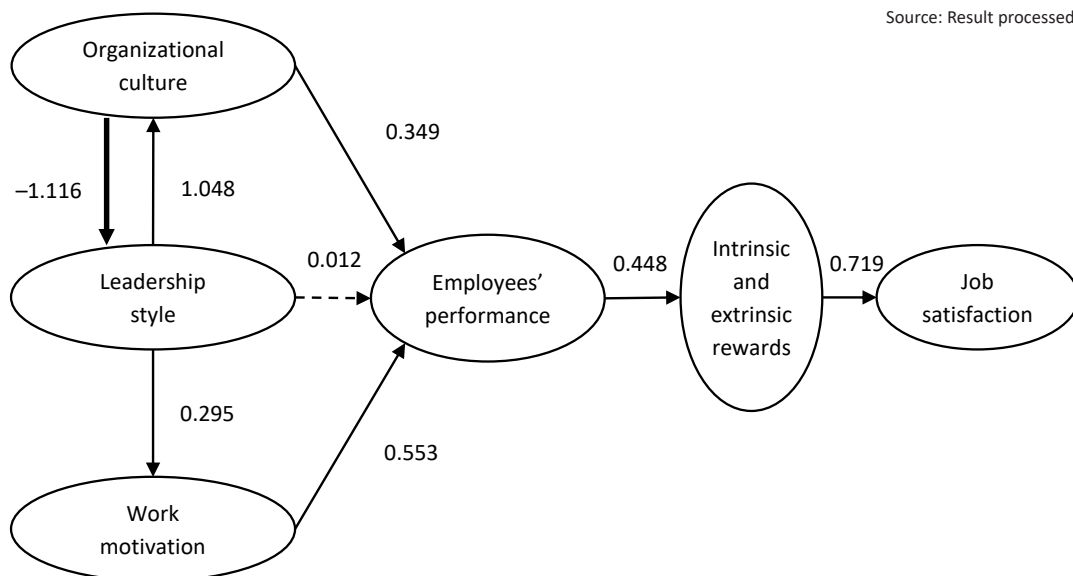 Source: Result processed
Organizational
culture
0.349
–1.116
1.048
Leadership
style
0.012
Employees’
performance
0.448
Intrinsic
and
extrinsic
rewards
0.719
Job
satisfaction
0.295
0.553
Work
motivation